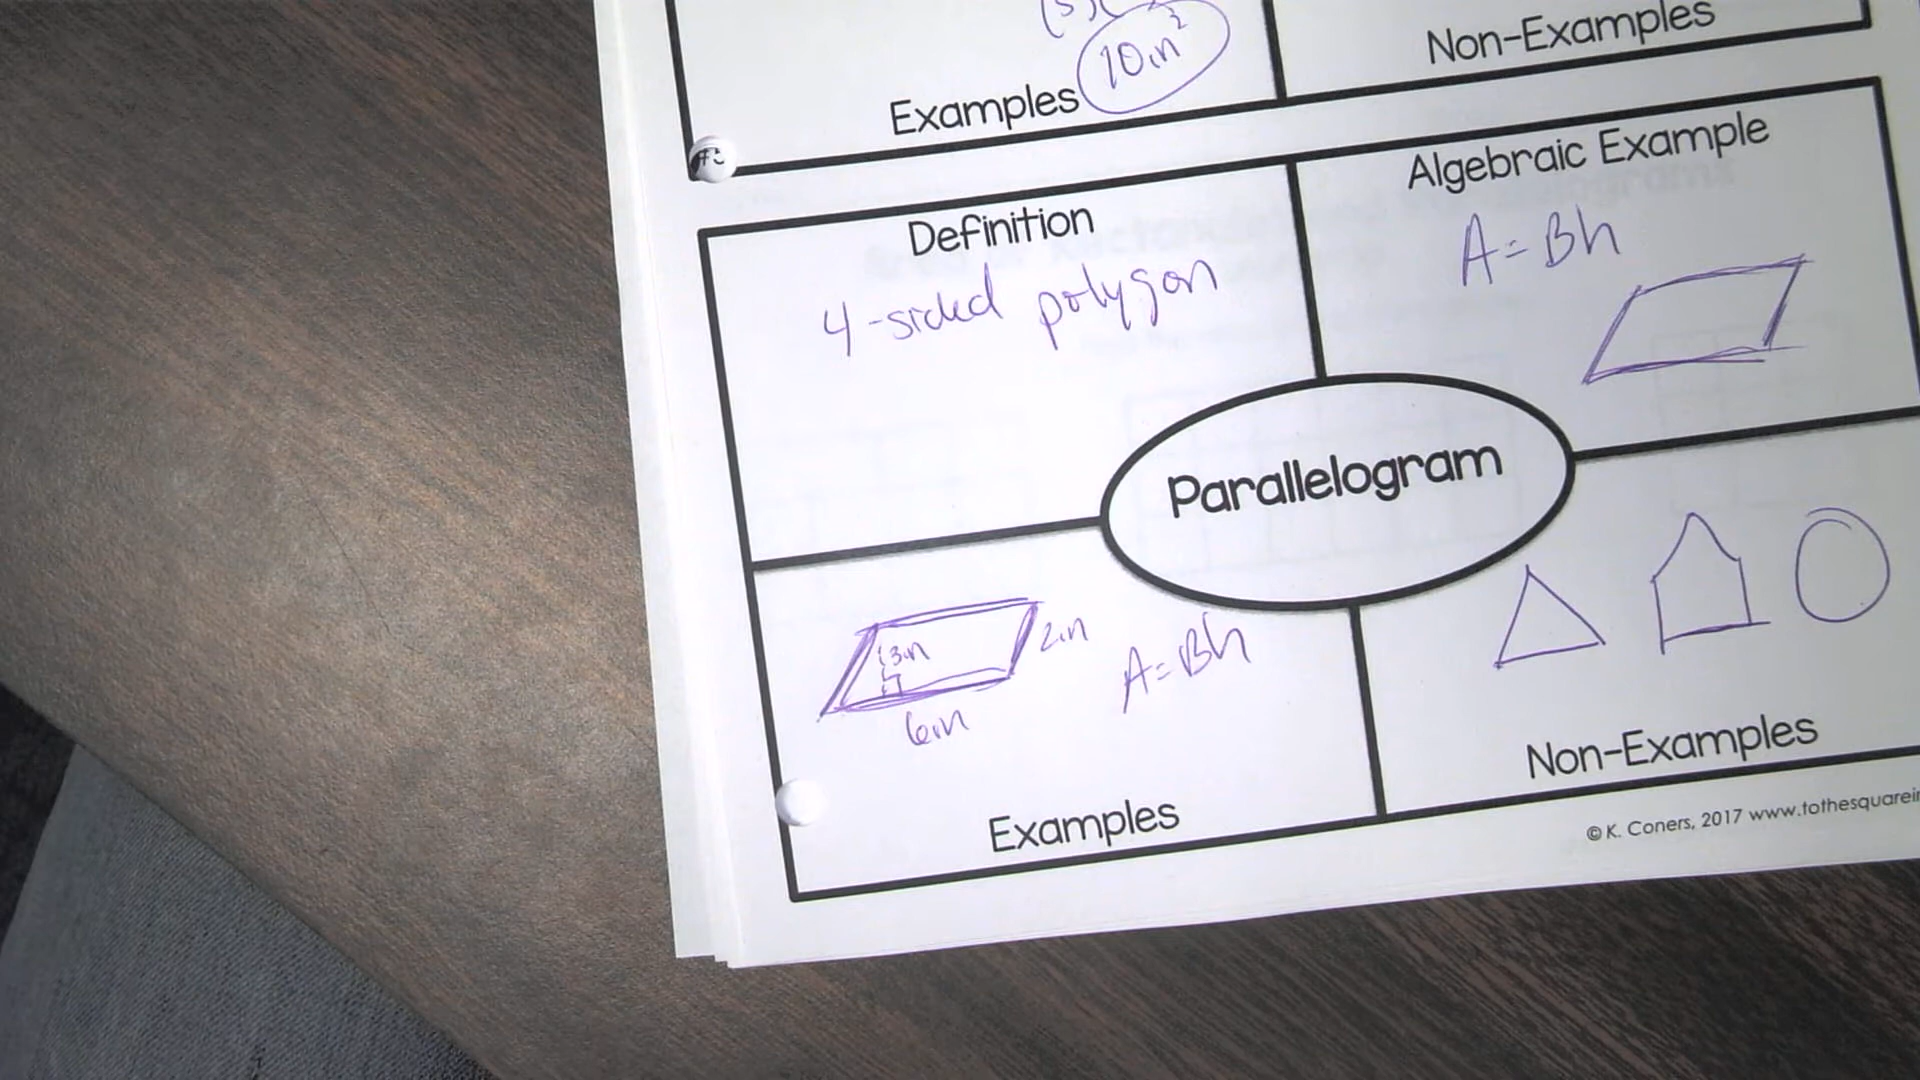 10in²
Examples
Non-Examples
#3
Definition
4-sided polygon
Algebraic Example
A=Bh
Parallelogram
3in
2in
6in
A=Bh
Examples
Non-Examples
© K. Coners, 2017 www.tothesquarein